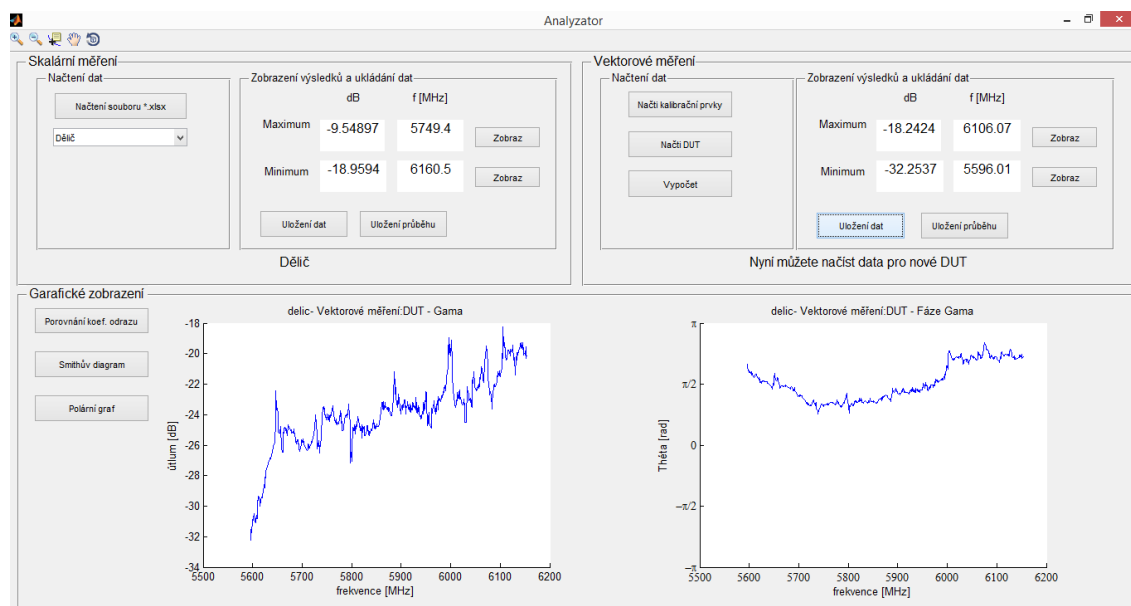 Analyzator
Skalární měření
Načtení dat
Načtení souboru *.xlsx
Dělič
Zobrazení výsledků a ukládání dat
dB f [MHz]
Maximum -9.54897 5749.4 Zobraz
Minimum -18.9594 6160.5 Zobraz
Uložení dat Uložení průběhu
Dělič
Vektorové měření
Načtení dat
Načti kalibrační prvky
Načti DUT
Vypočet
Zobrazení výsledků a ukládání dat
dB f [MHz]
Maximum -18.2424 6106.07 Zobraz
Minimum -32.2537 5596.01 Zobraz
Uložení dat Uložení průběhu
Nyní můžete načíst data pro nové DUT
Garafické zobrazení
Porovnání koef. odrazu
Smithův diagram
Polární graf
delic- Vektorové měření:DUT - Gama
útlum [dB]
-18
-20
-22
-24
-26
-28
-30
-32
-34
5500 5600 5700 5800 5900 6000 6100 6200
frekvence [MHz]
delic- Vektorové měření:DUT - Fáze Gama
Théta [rad]
π
π/2
0
−π/2
−π
5500 5600 5700 5800 5900 6000 6100 6200
frekvence [MHz]